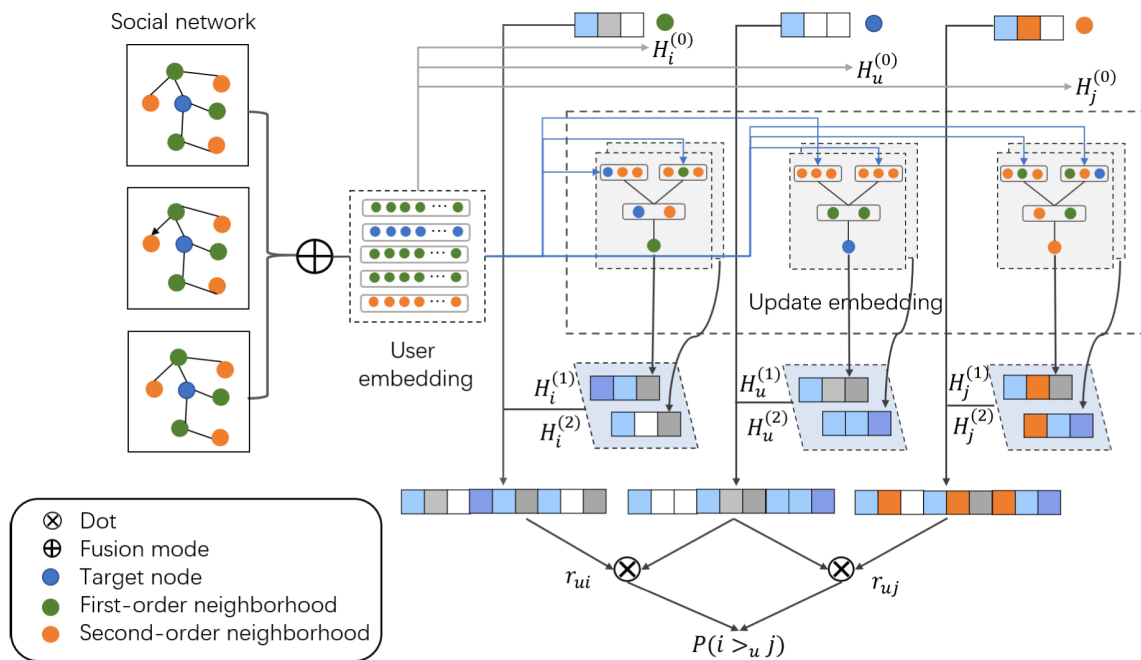 Social network
H_i^{(0)}
H_u^{(0)}
H_j^{(0)}
Update embedding
User
embedding
H_i^{(1)}
H_i^{(2)}
H_u^{(1)}
H_u^{(2)}
H_j^{(1)}
H_j^{(2)}
Dot
Fusion mode
Target node
First-order neighborhood
Second-order neighborhood
r_{ui}
r_{uj}
P(i >_u j)